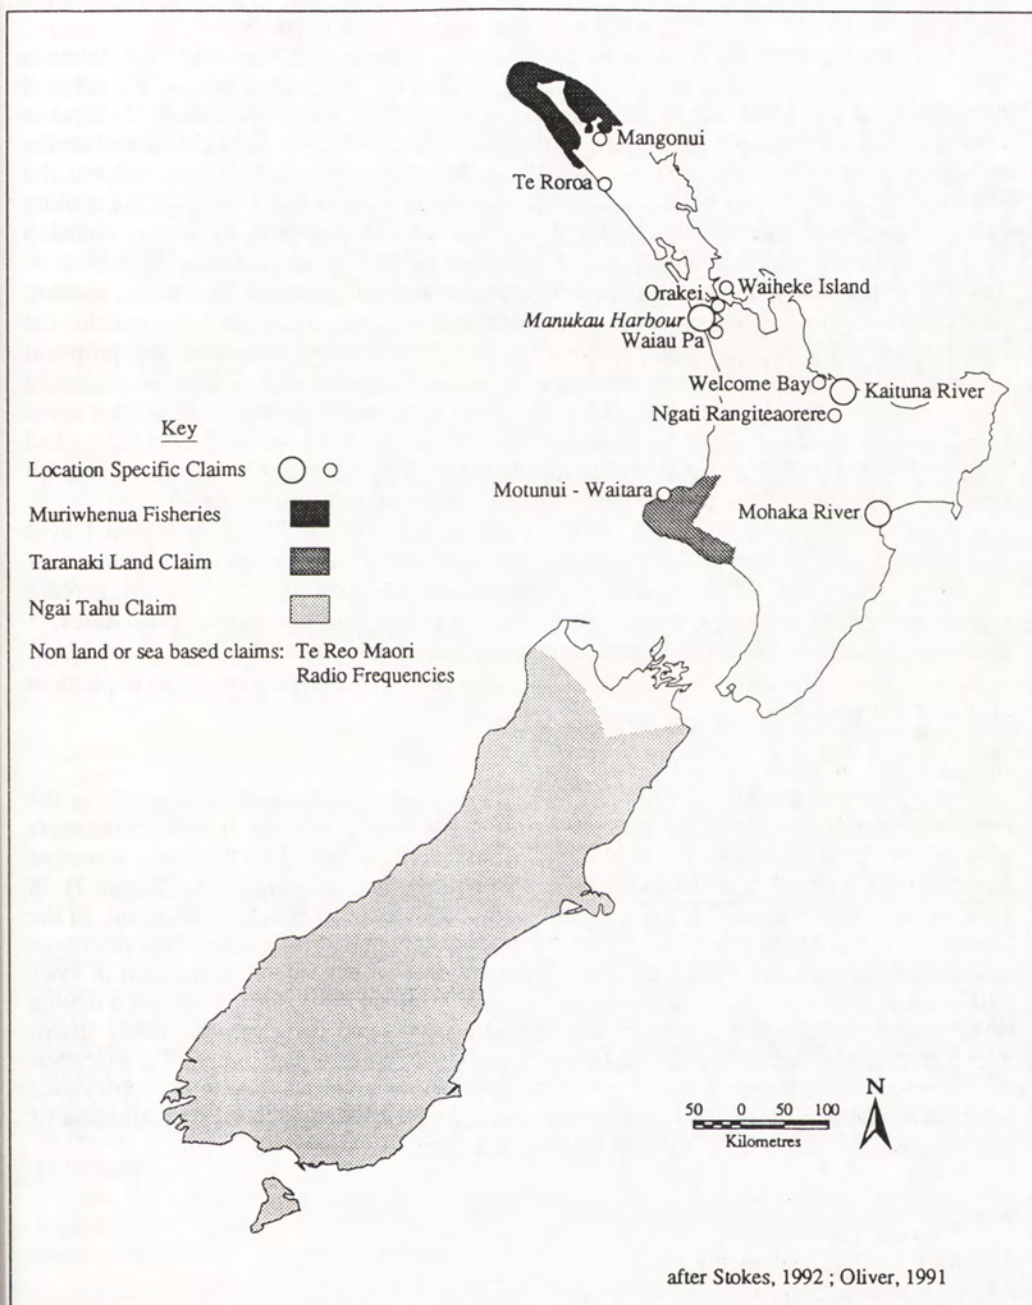 Mangonui
Te Roroa
Waiheke Island
Orakei
Manukau Harbour
Waiau Pa
Welcome Bay
Kaituna River
Ngati Rangiteaorere
Motunui - Waitara
Mohaka River
Key
Location Specific Claims
Muriwhenua Fisheries
Taranaki Land Claim
Ngai Tahu Claim
Non land or sea based claims: Te Reo Maori
Radio Frequencies
N
50 0 50 100
Kilometres
after Stokes, 1992 ; Oliver, 1991